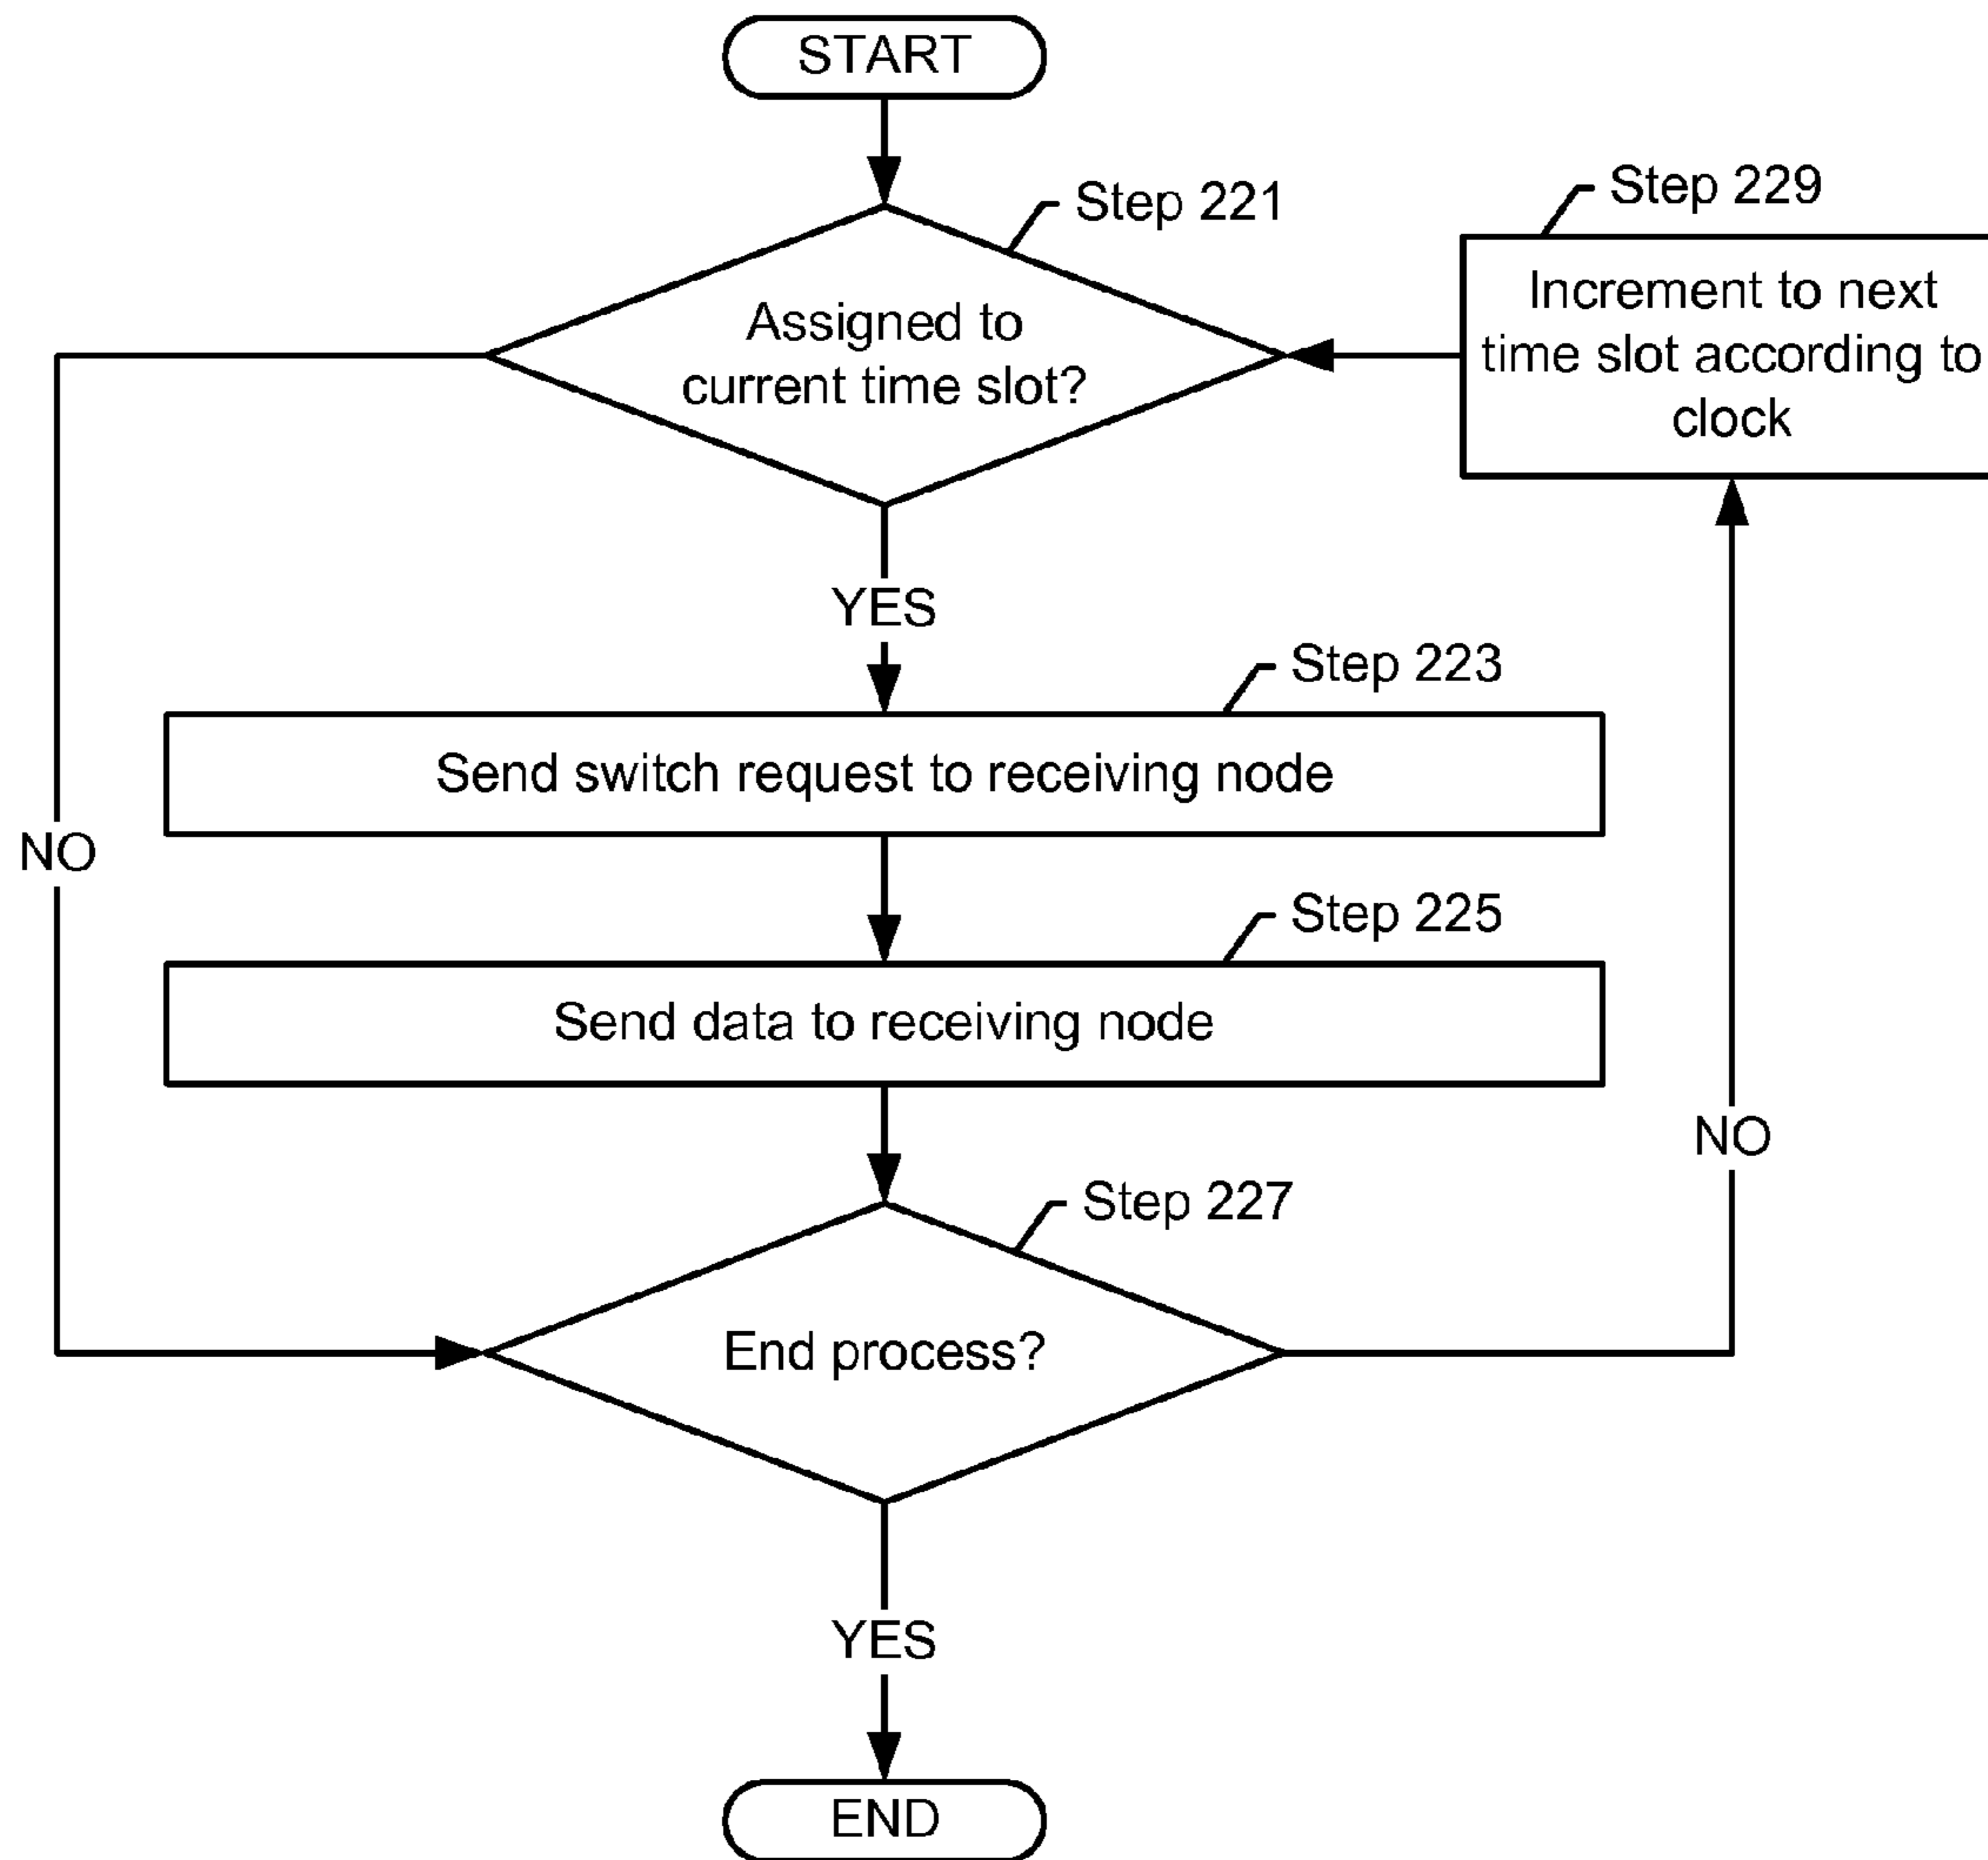 START
Step 221
Step 229
Assigned to
current time slot?
Increment to next
time slot according to
clock
YES
Step 223
Send switch request to receiving node
NO
Step 225
Send data to receiving node
NO
Step 227
End process?
YES
END